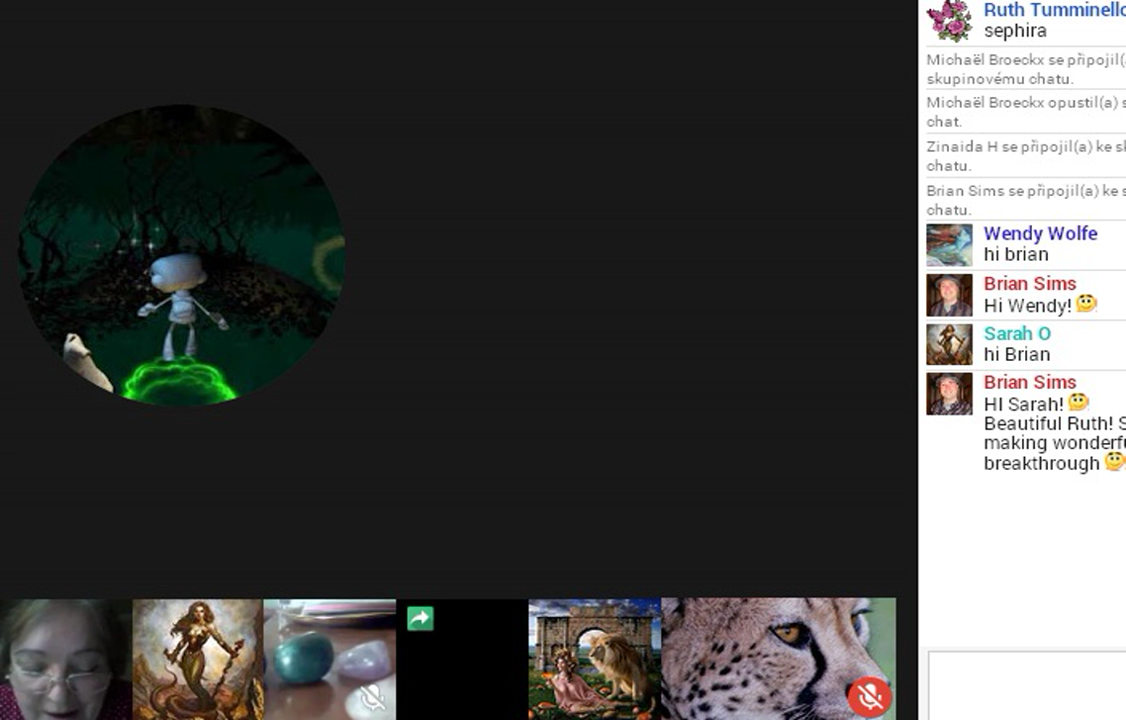 Ruth Tumminello
sephira
Michaël Broeckx se připojil(
skupinovému chatu.
Michaël Broeckx opustil(a) s
chat.
Zinaida H se připojil(a) ke sk
chatu.
Brian Sims se připojil(a) ke s
chatu.
Wendy Wolfe
hi brian
Brian Sims
Hi Wendy!
Sarah O
hi Brian
Brian Sims
HI Sarah!
Beautiful Ruth! S
making wonderfu
breakthrough